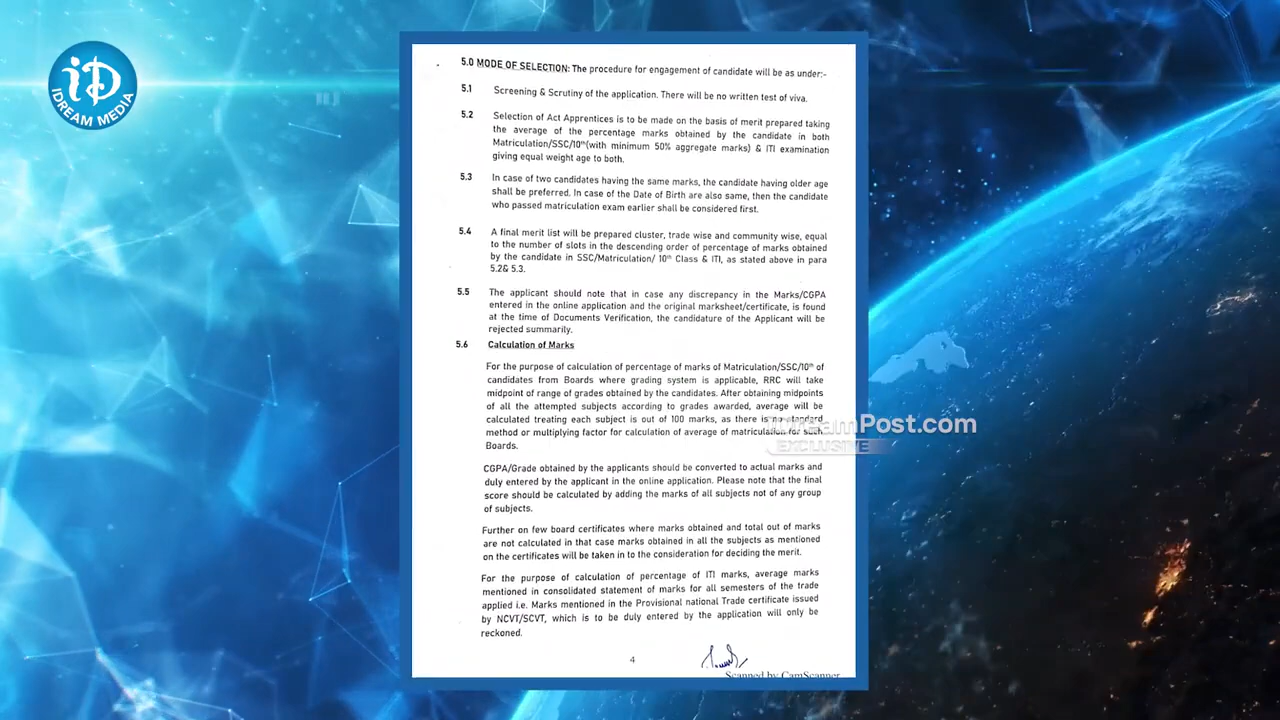 iD
IDREAM MEDIA
5.0 MODE OF SELECTION: The procedure for engagement of candidate will be as under:-
5.1 Screening & Scrutiny of the application. There will be no written test of viva.
5.2 Selection of Act Apprentices is to be made on the basis of merit prepared taking
the average of the percentage marks obtained by the candidate in both
Matriculation/SSC/10th(with minimum 50% aggregate marks) & ITI examination
giving equal weight age to both.
5.3 In case of two candidates having the same marks, the candidate having older age
shall be preferred. In case of the Date of Birth are also same, then the candidate
who passed matriculation exam earlier shall be considered first.
5.4 A final merit list will be prepared cluster, trade wise and community wise, equal
to the number of slots in the descending order of percentage of marks obtained
by the candidate in SSC/Matriculation/ 10th Class & ITI, as stated above in para
5.2& 5.3.
5.5 The applicant should note that in case any discrepancy in the Marks/CGPA
entered in the online application and the original marksheet/certificate, is found
at the time of Documents Verification, the candidature of the Applicant will be
rejected summarily.
5.6 Calculation of Marks
For the purpose of calculation of percentage of marks of Matriculation/SSC/10th of
candidates from Boards where grading system is applicable, RRC will take
midpoint of range of grades obtained by the candidates. After obtaining midpoints
of all the attempted subjects according to grades awarded, average will be
calculated treating each subject is out of 100 marks, as there is no standard
method or multiplying factor for calculation of average of matriculation for such
Boards.
iDreamPost.com
EXCLUSIVE
CGPA/Grade obtained by the applicants should be converted to actual marks and
duly entered by the applicant in the online application. Please note that the final
score should be calculated by adding the marks of all subjects not of any group
of subjects.
Further on few board certificates where marks obtained and total out of marks
are not calculated in that case marks obtained in all the subjects as mentioned
on the certificates will be taken in to the consideration for deciding the merit.
For the purpose of calculation of percentage of ITI marks, average marks
mentioned in consolidated statement of marks for all semesters of the trade
applied i.e. Marks mentioned in the Provisional national Trade certificate issued
by NCVT/SCVT, which is to be duly entered by the application will only be
reckoned.
4
Scanned by CamScanner